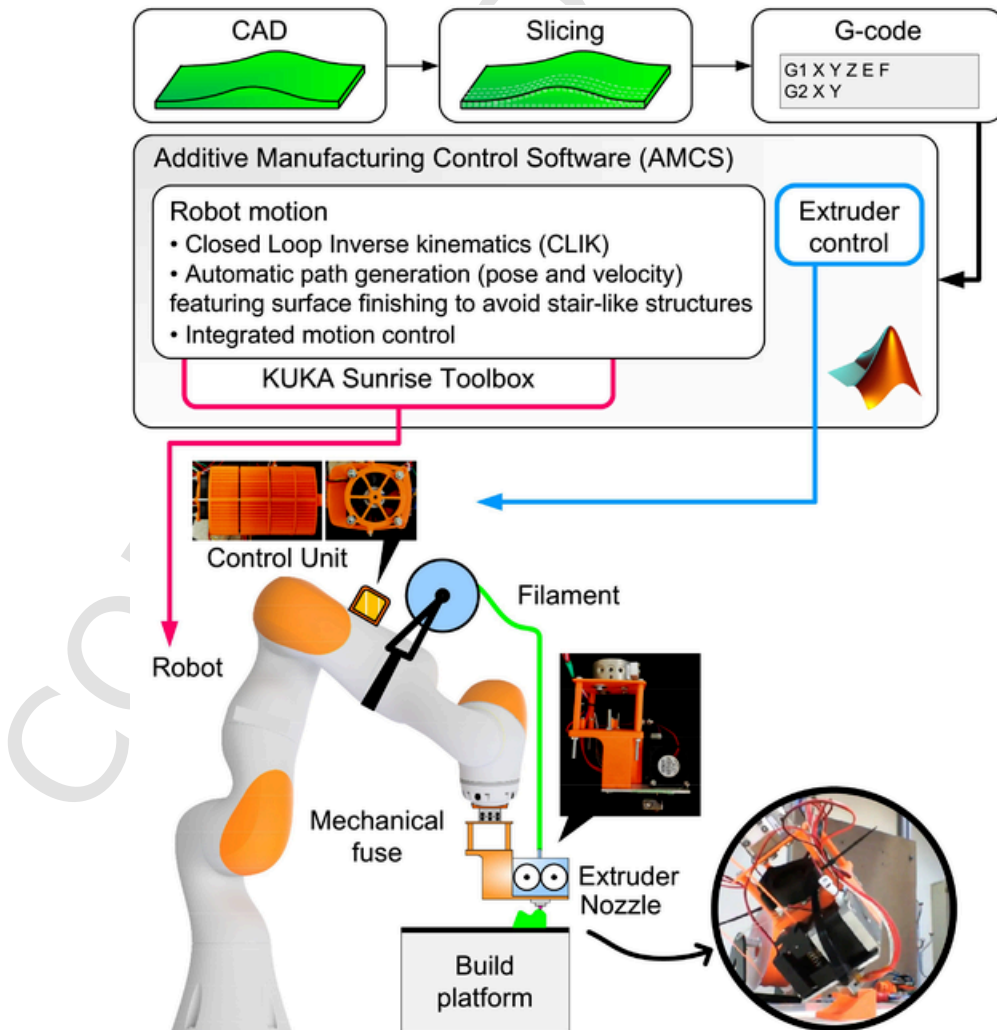 CAD
Slicing
G-code
G1 X Y Z E F
G2 X Y
Additive Manufacturing Control Software (AMCS)
Robot motion
• Closed Loop Inverse kinematics (CLIK)
• Automatic path generation (pose and velocity)
featuring surface finishing to avoid stair-like structures
• Integrated motion control
Extruder
control
KUKA Sunrise Toolbox
Control Unit
Filament
Robot
Mechanical
fuse
Extruder
Nozzle
Build
platform